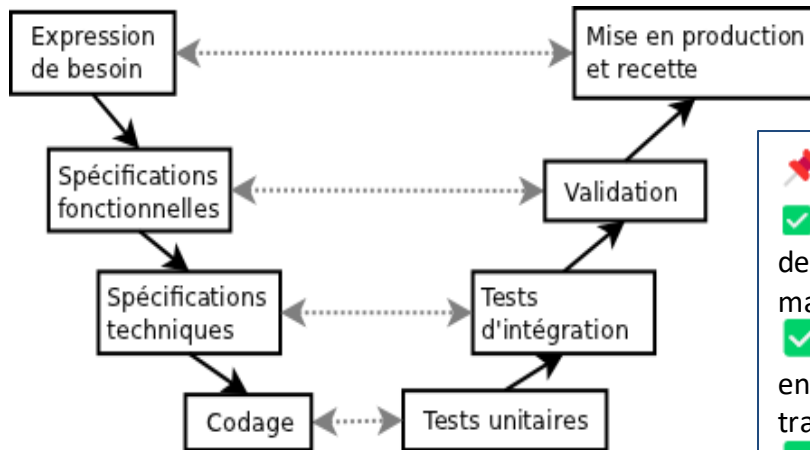 Expression
de besoin
Mise en production
et recette
Spécifications
fonctionnelles
Validation
Spécifications
techniques
Tests
d'intégration
Codage
Tests unitaires
de
ma
en
tra